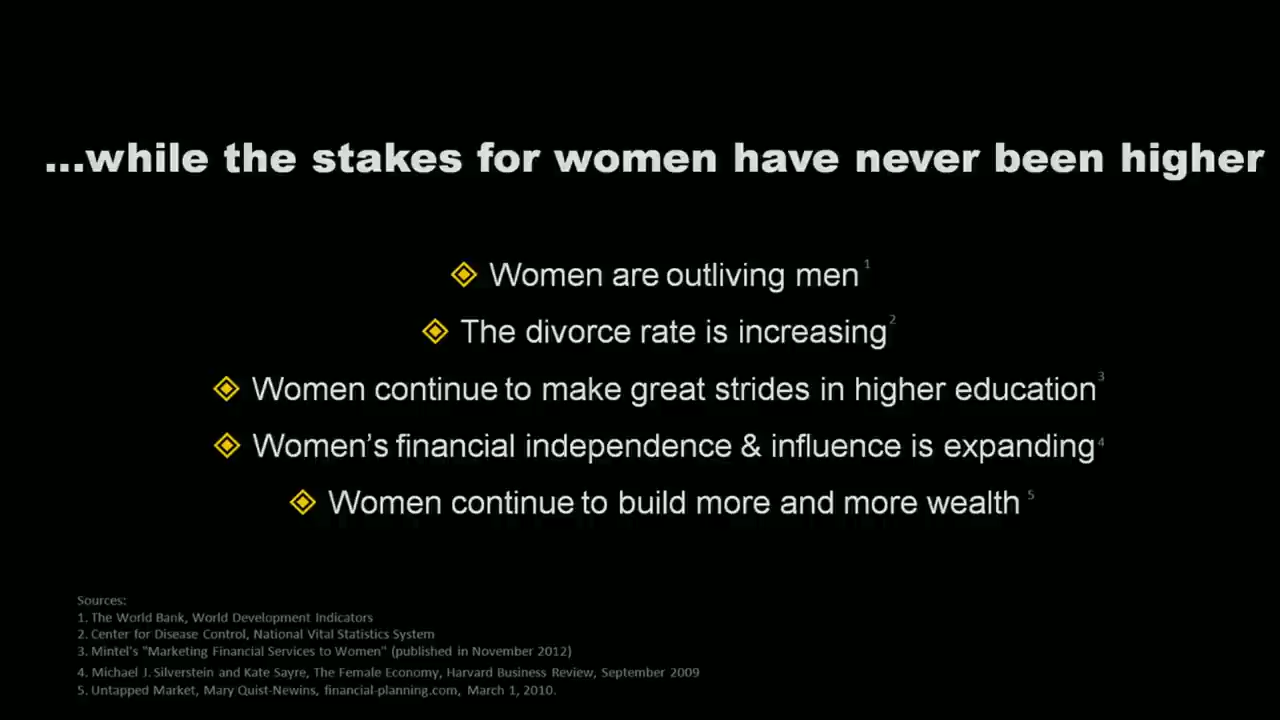 ...while the stakes for women have never been higher
Women are outliving men 1
The divorce rate is increasing 2
Women continue to make great strides in higher education 3
Women's financial independence & influence is expanding 4
Women continue to build more and more wealth 5
Sources:
1. The World Bank, World Development Indicators
2. Center for Disease Control, National Vital Statistics System
3. Mintel's "Marketing Financial Services to Women" (published in November 2012)
4. Michael J. Silverstein and Kate Sayre, The Female Economy, Harvard Business Review, September 2009
5. Untapped Market, Mary Quist-Newins, financial-planning.com, March 1, 2010.